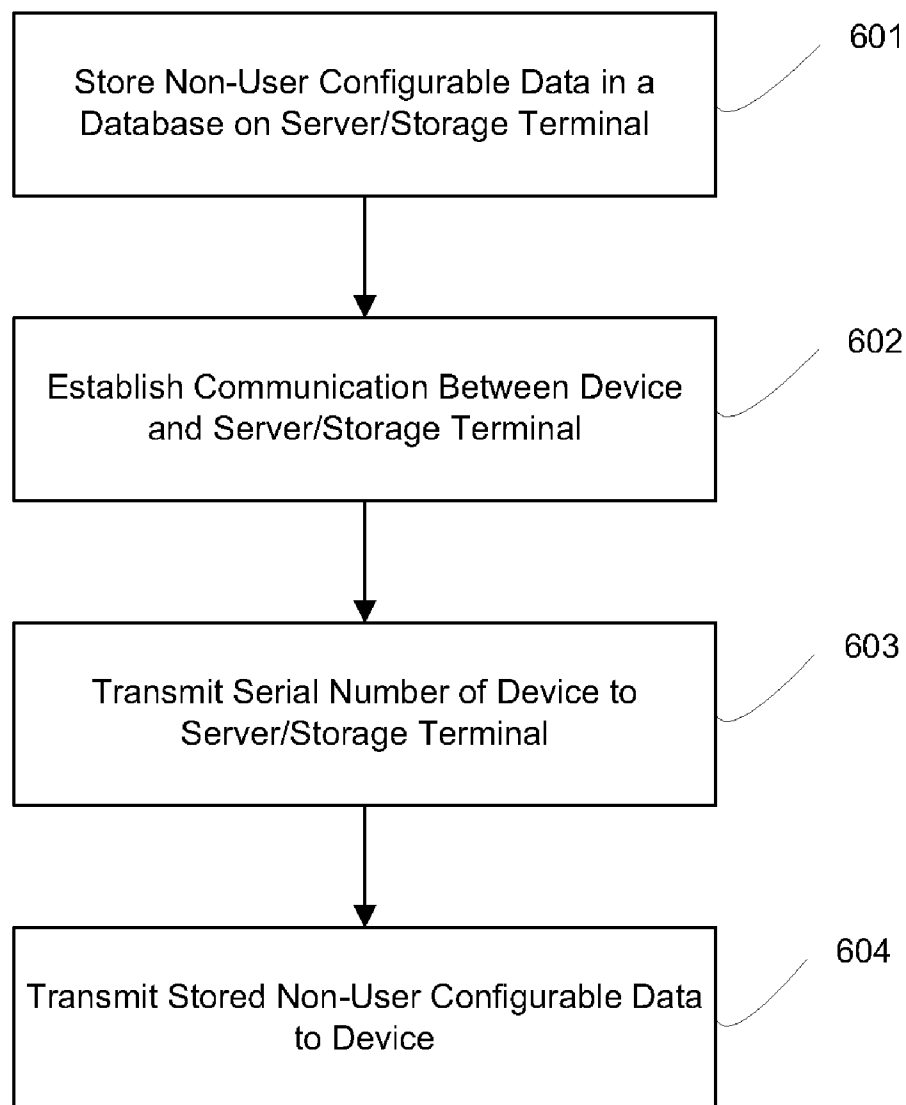 601
Store Non-User Configurable Data in a
Database on Server/Storage Terminal
602
Establish Communication Between Device
and Server/Storage Terminal
603
Transmit Serial Number of Device to
Server/Storage Terminal
604
Transmit Stored Non-User Configurable Data
to Device